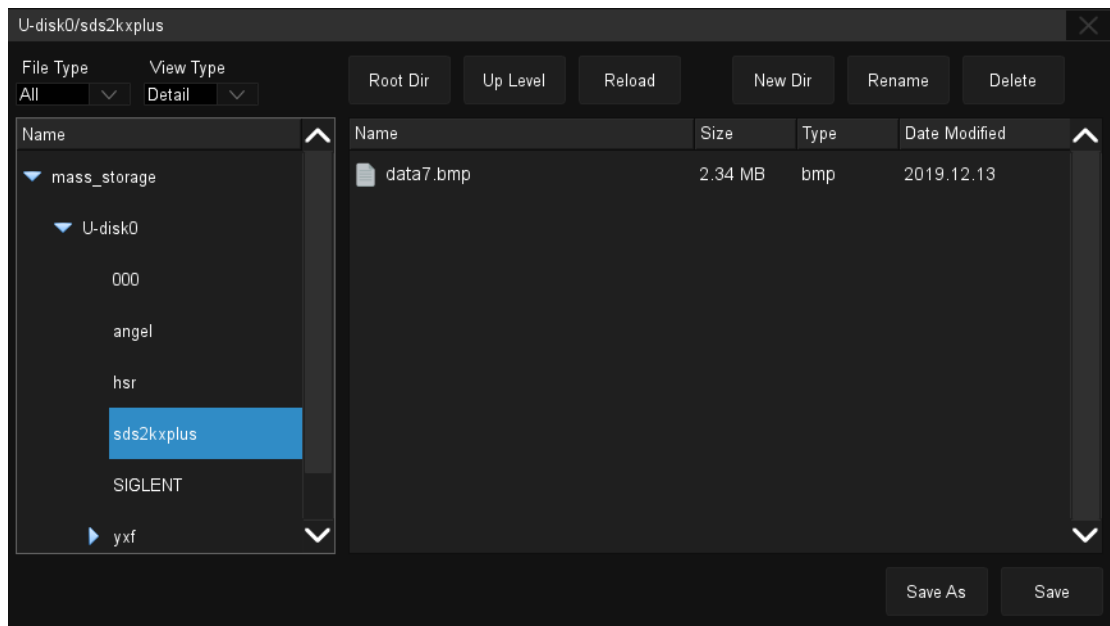 U-disk0/sds2kxplus
File Type View Type
All Detail
Root Dir Up Level Reload New Dir Rename Delete
Name
mass_storage
U-disk0
000
angel
hsr
sds2kxplus
SIGLENT
yxf
Name Size Type Date Modified
data7.bmp 2.34 MB bmp 2019.12.13
Save As Save